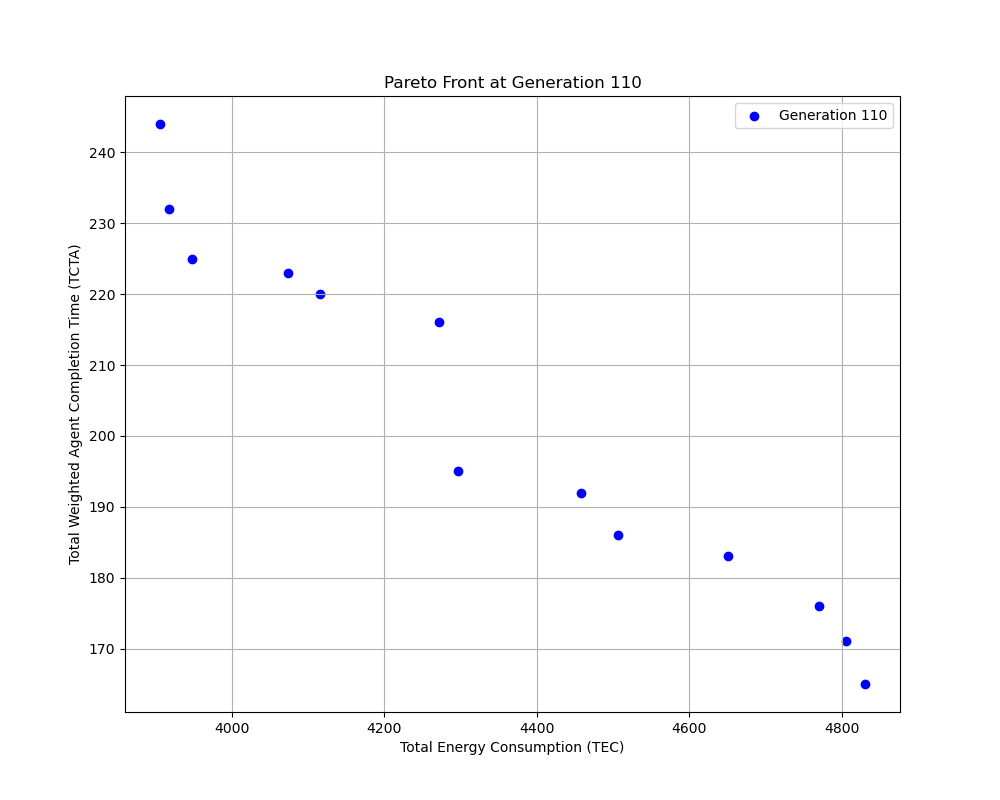 Pareto Front at Generation 110
Generation 110
240
230
220
210
200
190
180
170
Total Weighted Agent Completion Time (TCTA)
4000 4200 4400 4600 4800
Total Energy Consumption (TEC)